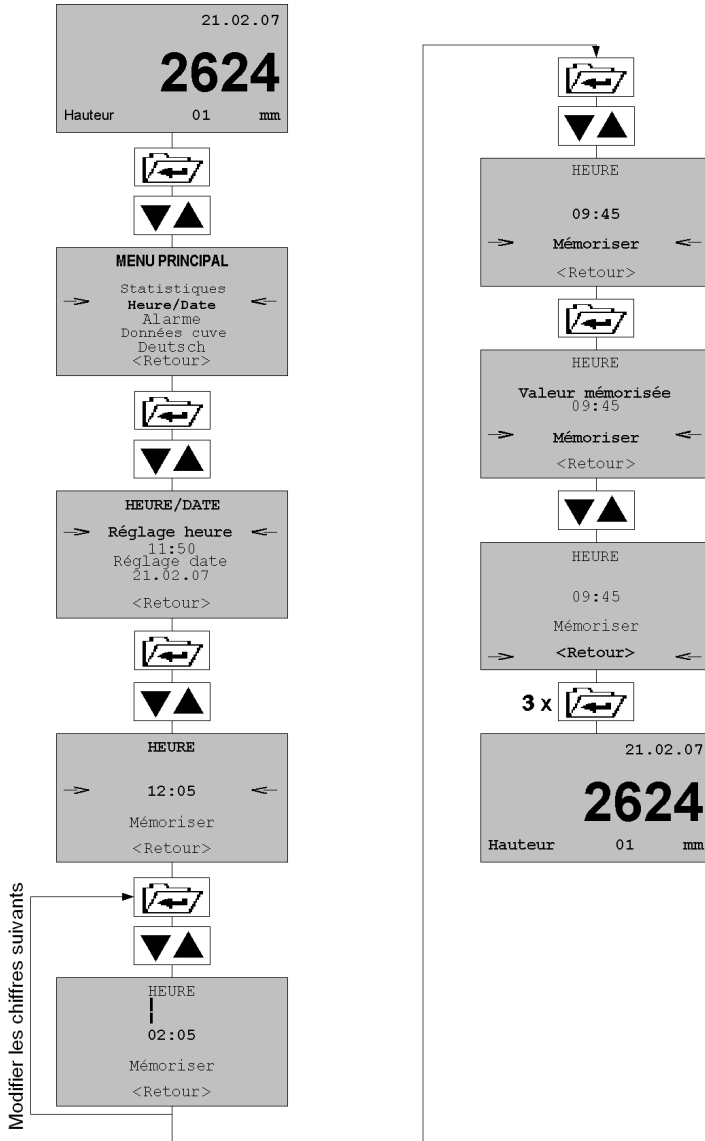 21.02.07
2624
Hauteur 01 mm
MENU PRINCIPAL
Statistiques
Heure/Date
Alarme
Données cuve
Deutsch
<Retour>
HEURE/DATE
Réglage heure
11:50
Réglage date
21.02.07
<Retour>
HEURE
12:05
Mémoriser
<Retour>
Modifier les chiffres suivants
HEURE
02:05
Mémoriser
<Retour>
HEURE
09:45
Mémoriser
<Retour>
HEURE
Valeur mémorisée
09:45
Mémoriser
<Retour>
HEURE
09:45
Mémoriser
<Retour>
3 x
21.02.07
2624
Hauteur 01 mm